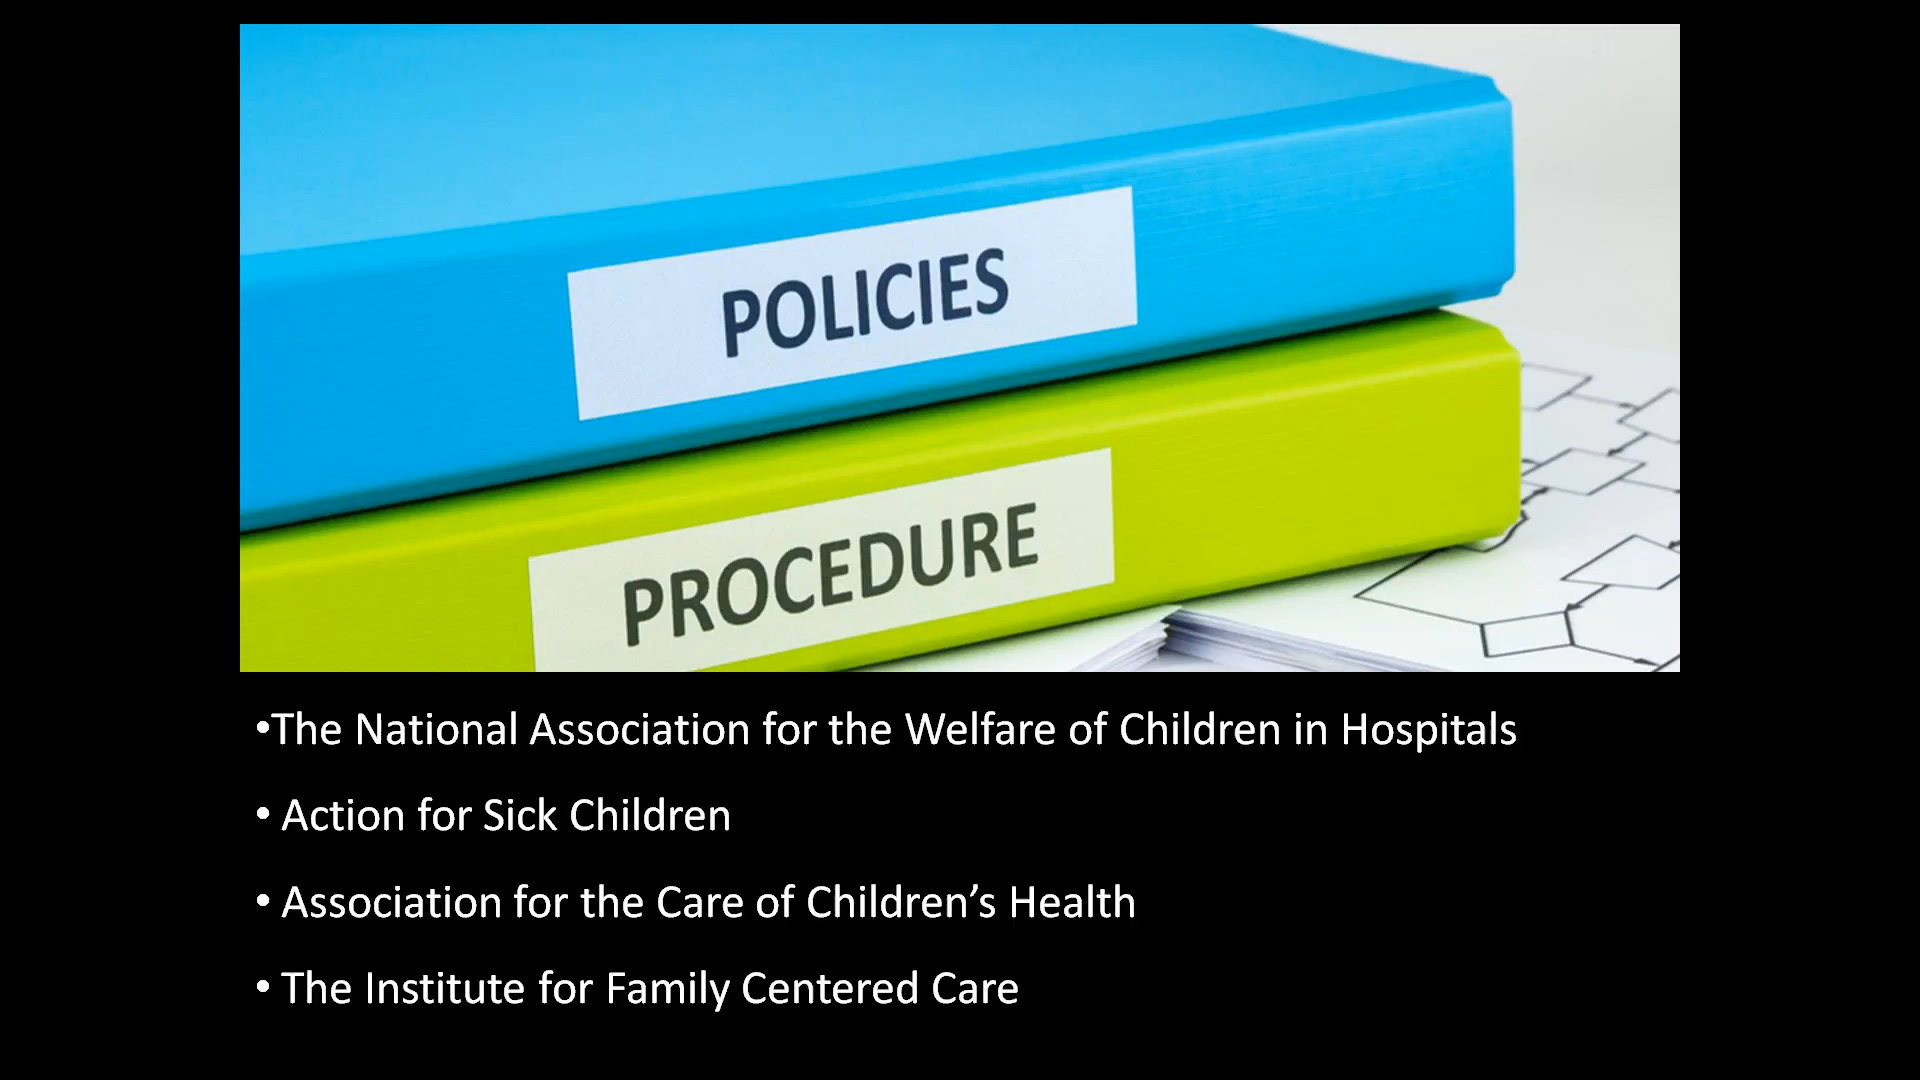 POLICIES
PROCEDURE
•The National Association for the Welfare of Children in Hospitals
• Action for Sick Children
• Association for the Care of Children’s Health
• The Institute for Family Centered Care